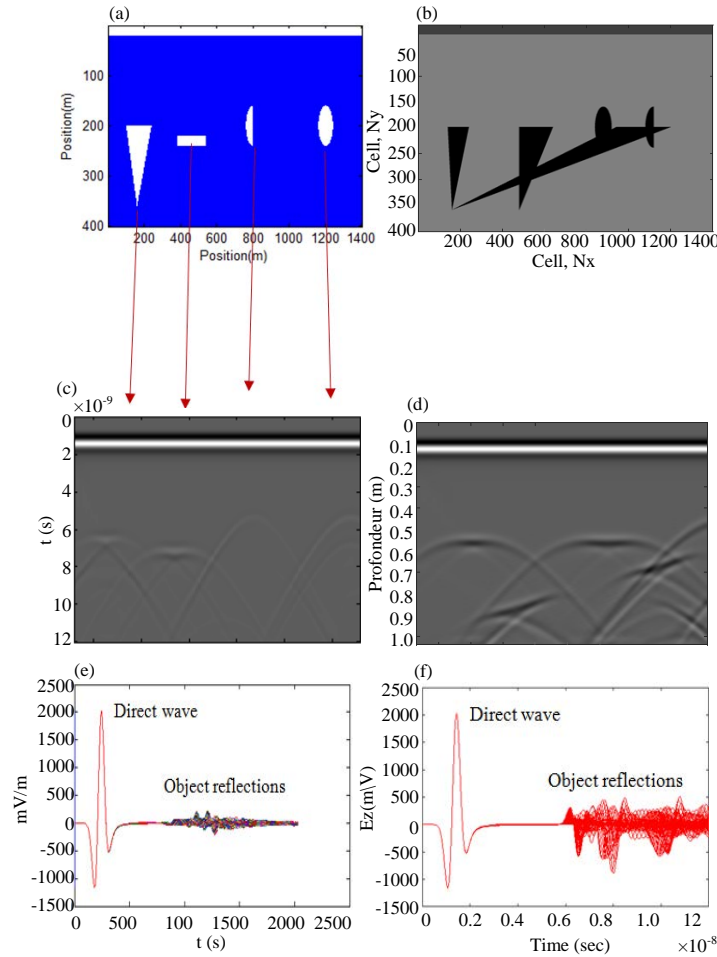 (a)
100
200
300
400
Position(m)
200 400 600 800 1000 1200 1400
Position(m)
(b)
50
100
150
200
250
300
350
400
Cell, Ny
200 400 600 800 1000 1200 1400
Cell, Nx
(c)
×10⁻⁹
0
2
4
6
8
10
12
t (s)
(d)
0
0.1
0.2
0.3
0.4
0.5
0.6
0.7
0.8
0.9
1.0
Profondeur (m)
(e)
2500
2000
1500
1000
500
0
-500
-1000
-1500
mV/m
Direct wave
Object reflections
0 500 1000 1500 2000 2500
t (s)
(f)
2500
2000
1500
1000
500
0
-500
-1000
-1500
Ez(m\V)
Direct wave
Object reflections
0 0.2 0.4 0.6 0.8 1.0 1.2
Time (sec)
×10⁻⁸